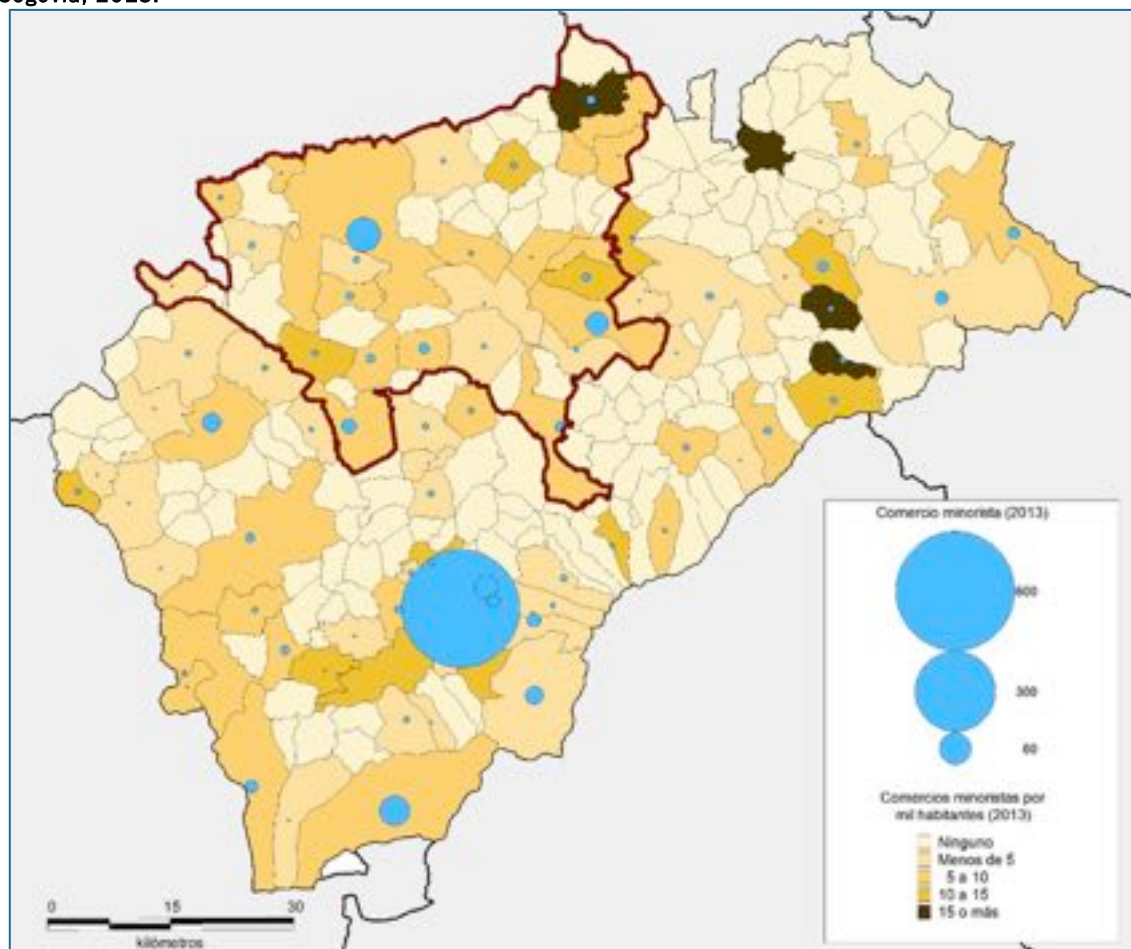 Segovia, 2013.
Comercio minorista (2013)
600
300
60
Comercios minoristas por
mil habitantes (2013)
Ninguno
Menos de 5
5 a 10
10 a 15
15 o más
0 15 30
kilómetros